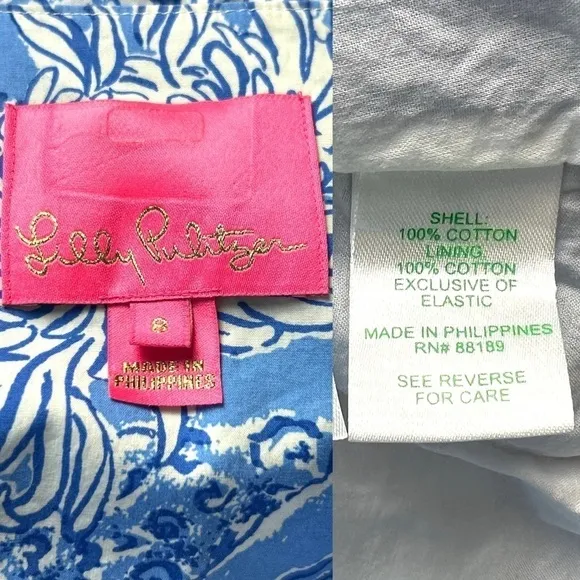 Lilly Pulitzer
8
MADE IN
PHILIPPINES
SHELL:
100% COTTON
LINING:
100% COTTON
EXCLUSIVE OF
ELASTIC
MADE IN PHILIPPINES
RN# 88189
SEE REVERSE
FOR CARE